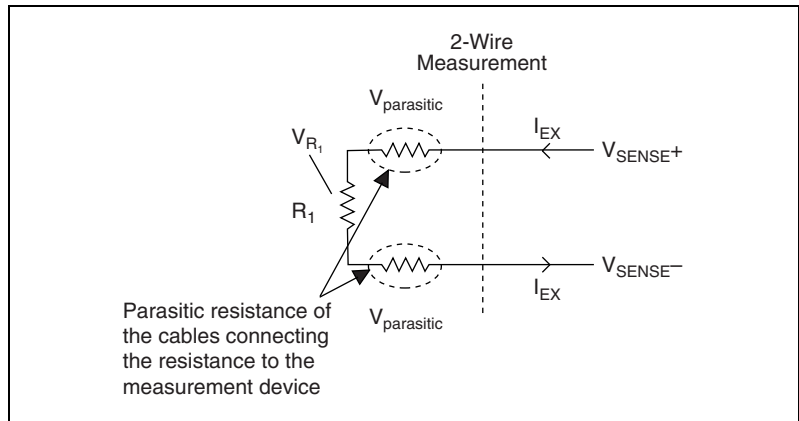 2-Wire
Measurement
V_parasitic
V_R₁
I_EX
V_SENSE+
R₁
V_SENSE−
I_EX
V_parasitic
Parasitic resistance of
the cables connecting
the resistance to the
measurement device